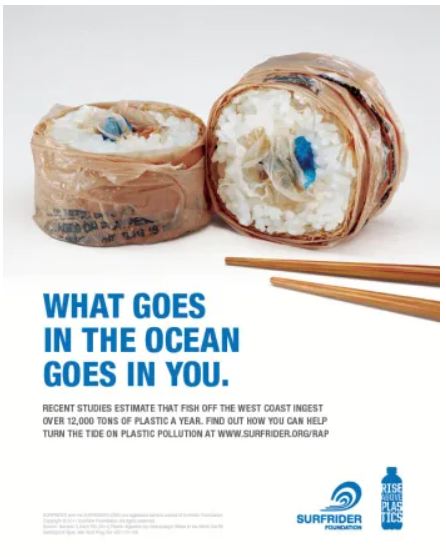 WHAT GOES
IN THE OCEAN
GOES IN YOU.
RECENT STUDIES ESTIMATE THAT FISH OFF THE WEST COAST INGEST
OVER 12,000 TONS OF PLASTIC A YEAR. FIND OUT HOW YOU CAN HELP
TURN THE TIDE ON PLASTIC POLLUTION AT WWW.SURFRIDER.ORG/RAP
SURFRIDER
FOUNDATION
RISE
ABOVE
PLAS
TICS